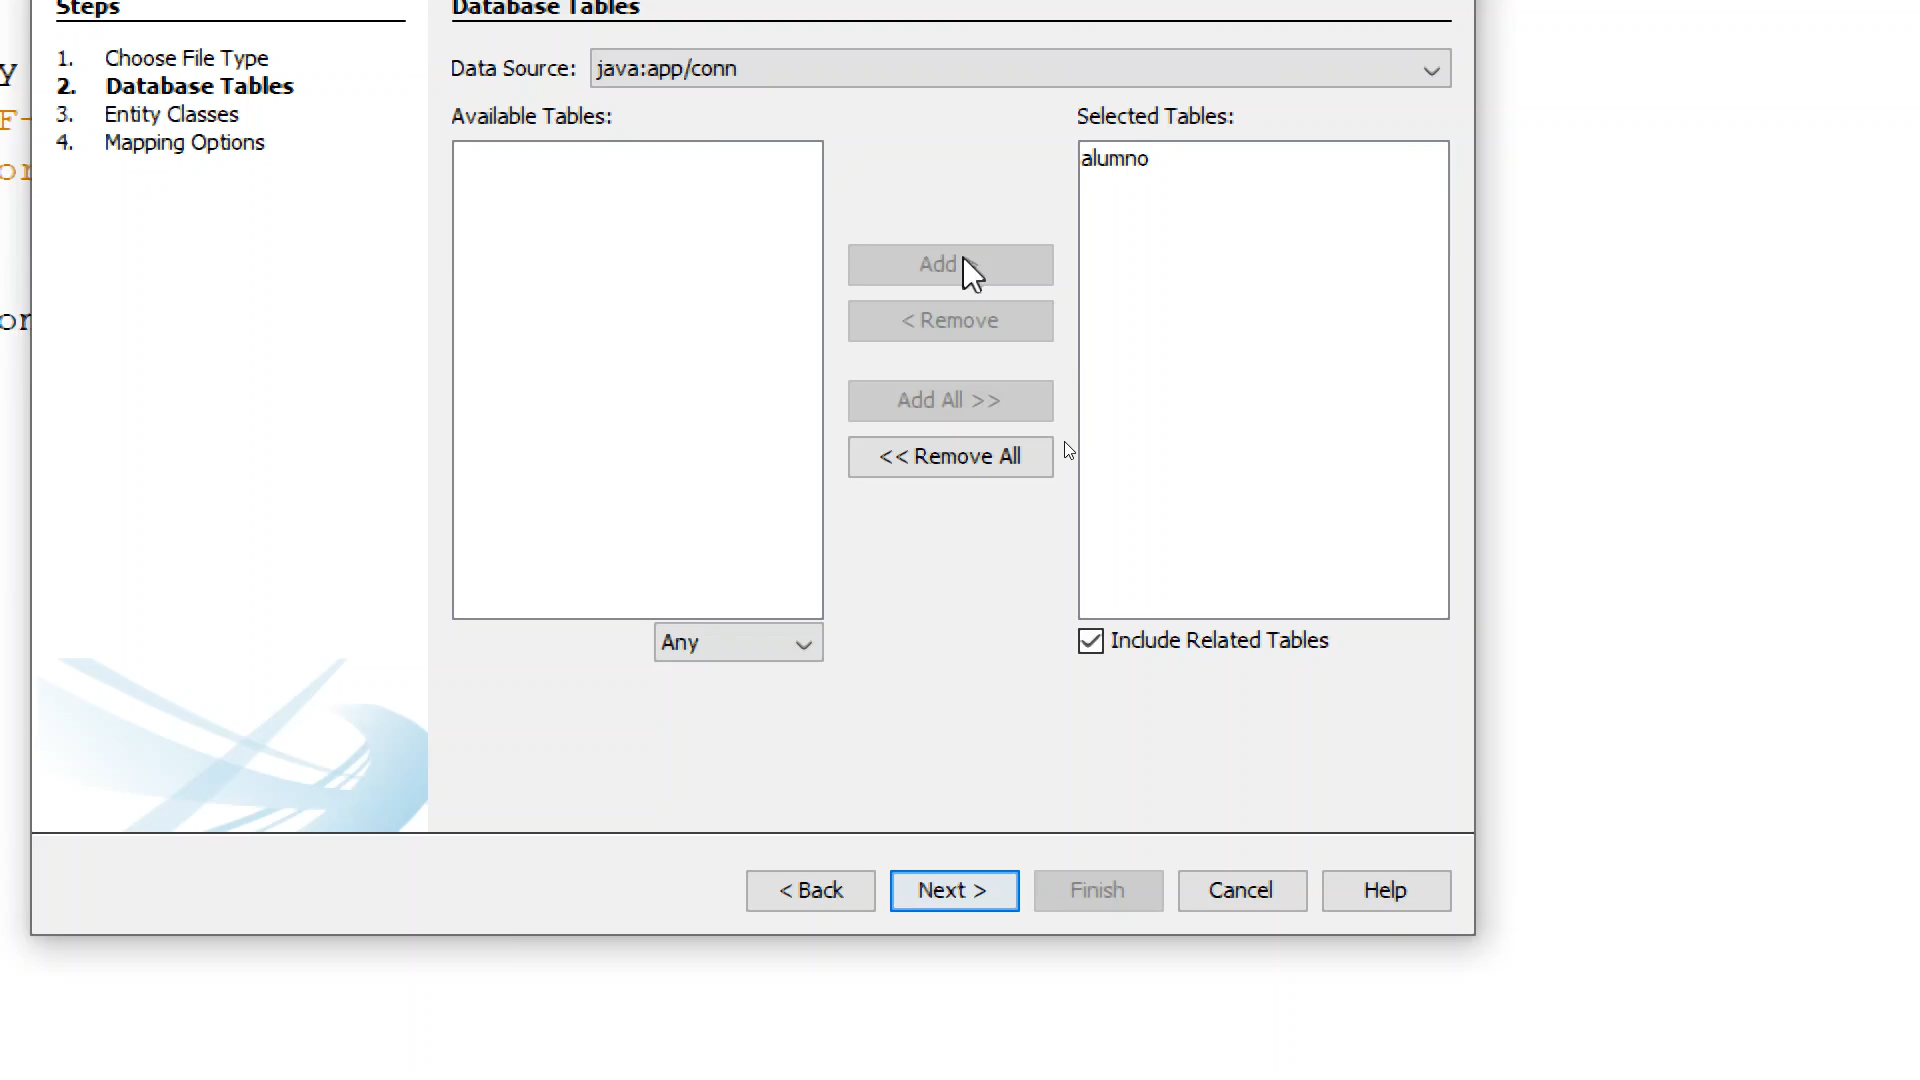 Steps
Database Tables
1. Choose File Type
2. Database Tables
3. Entity Classes
4. Mapping Options
Data Source: java:app/conn
Available Tables:
Selected Tables:
alumno
Add
< Remove
Add All >>
<< Remove All
Any
Include Related Tables
< Back
Next >
Finish
Cancel
Help
Y
F-
or
or